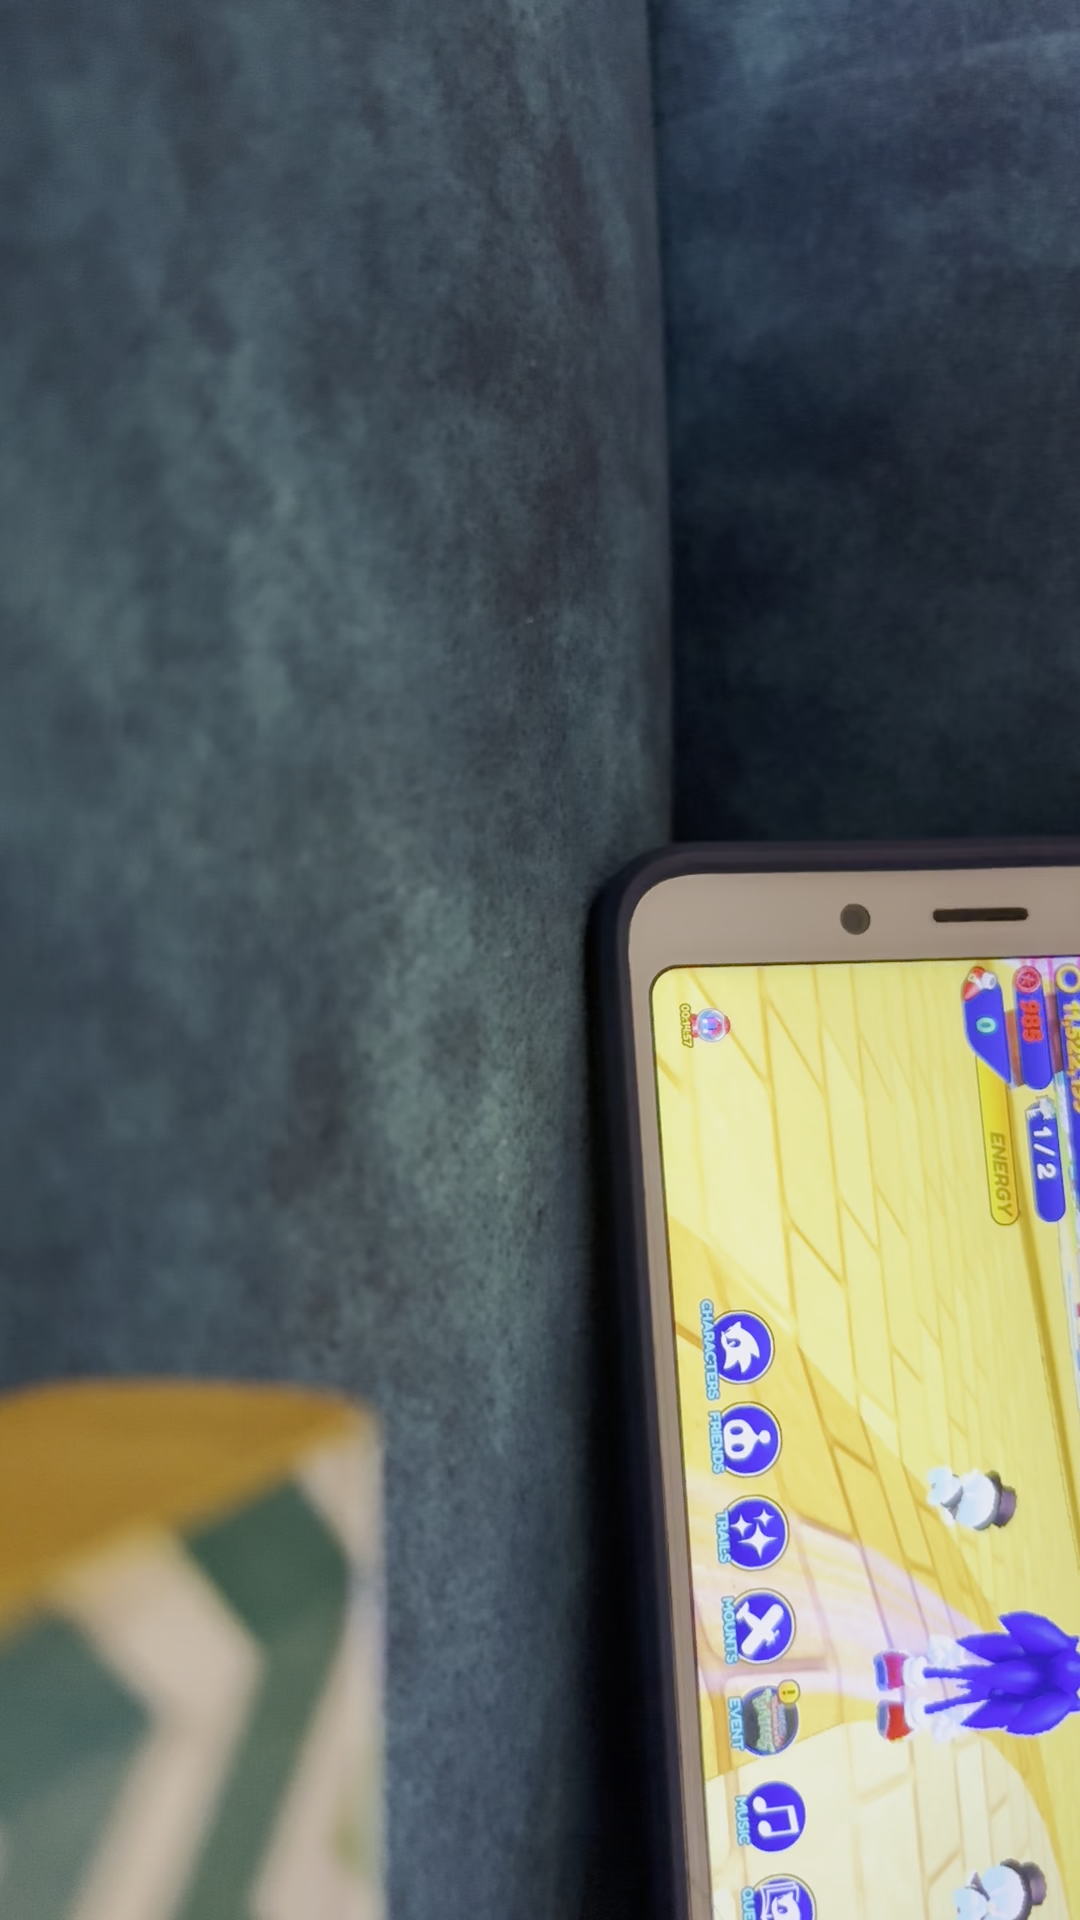 0
985
1/2
ENERGY
CHARACTERS
FRIENDS
TRAILS
MOUNTS
EVENT
MUSIC